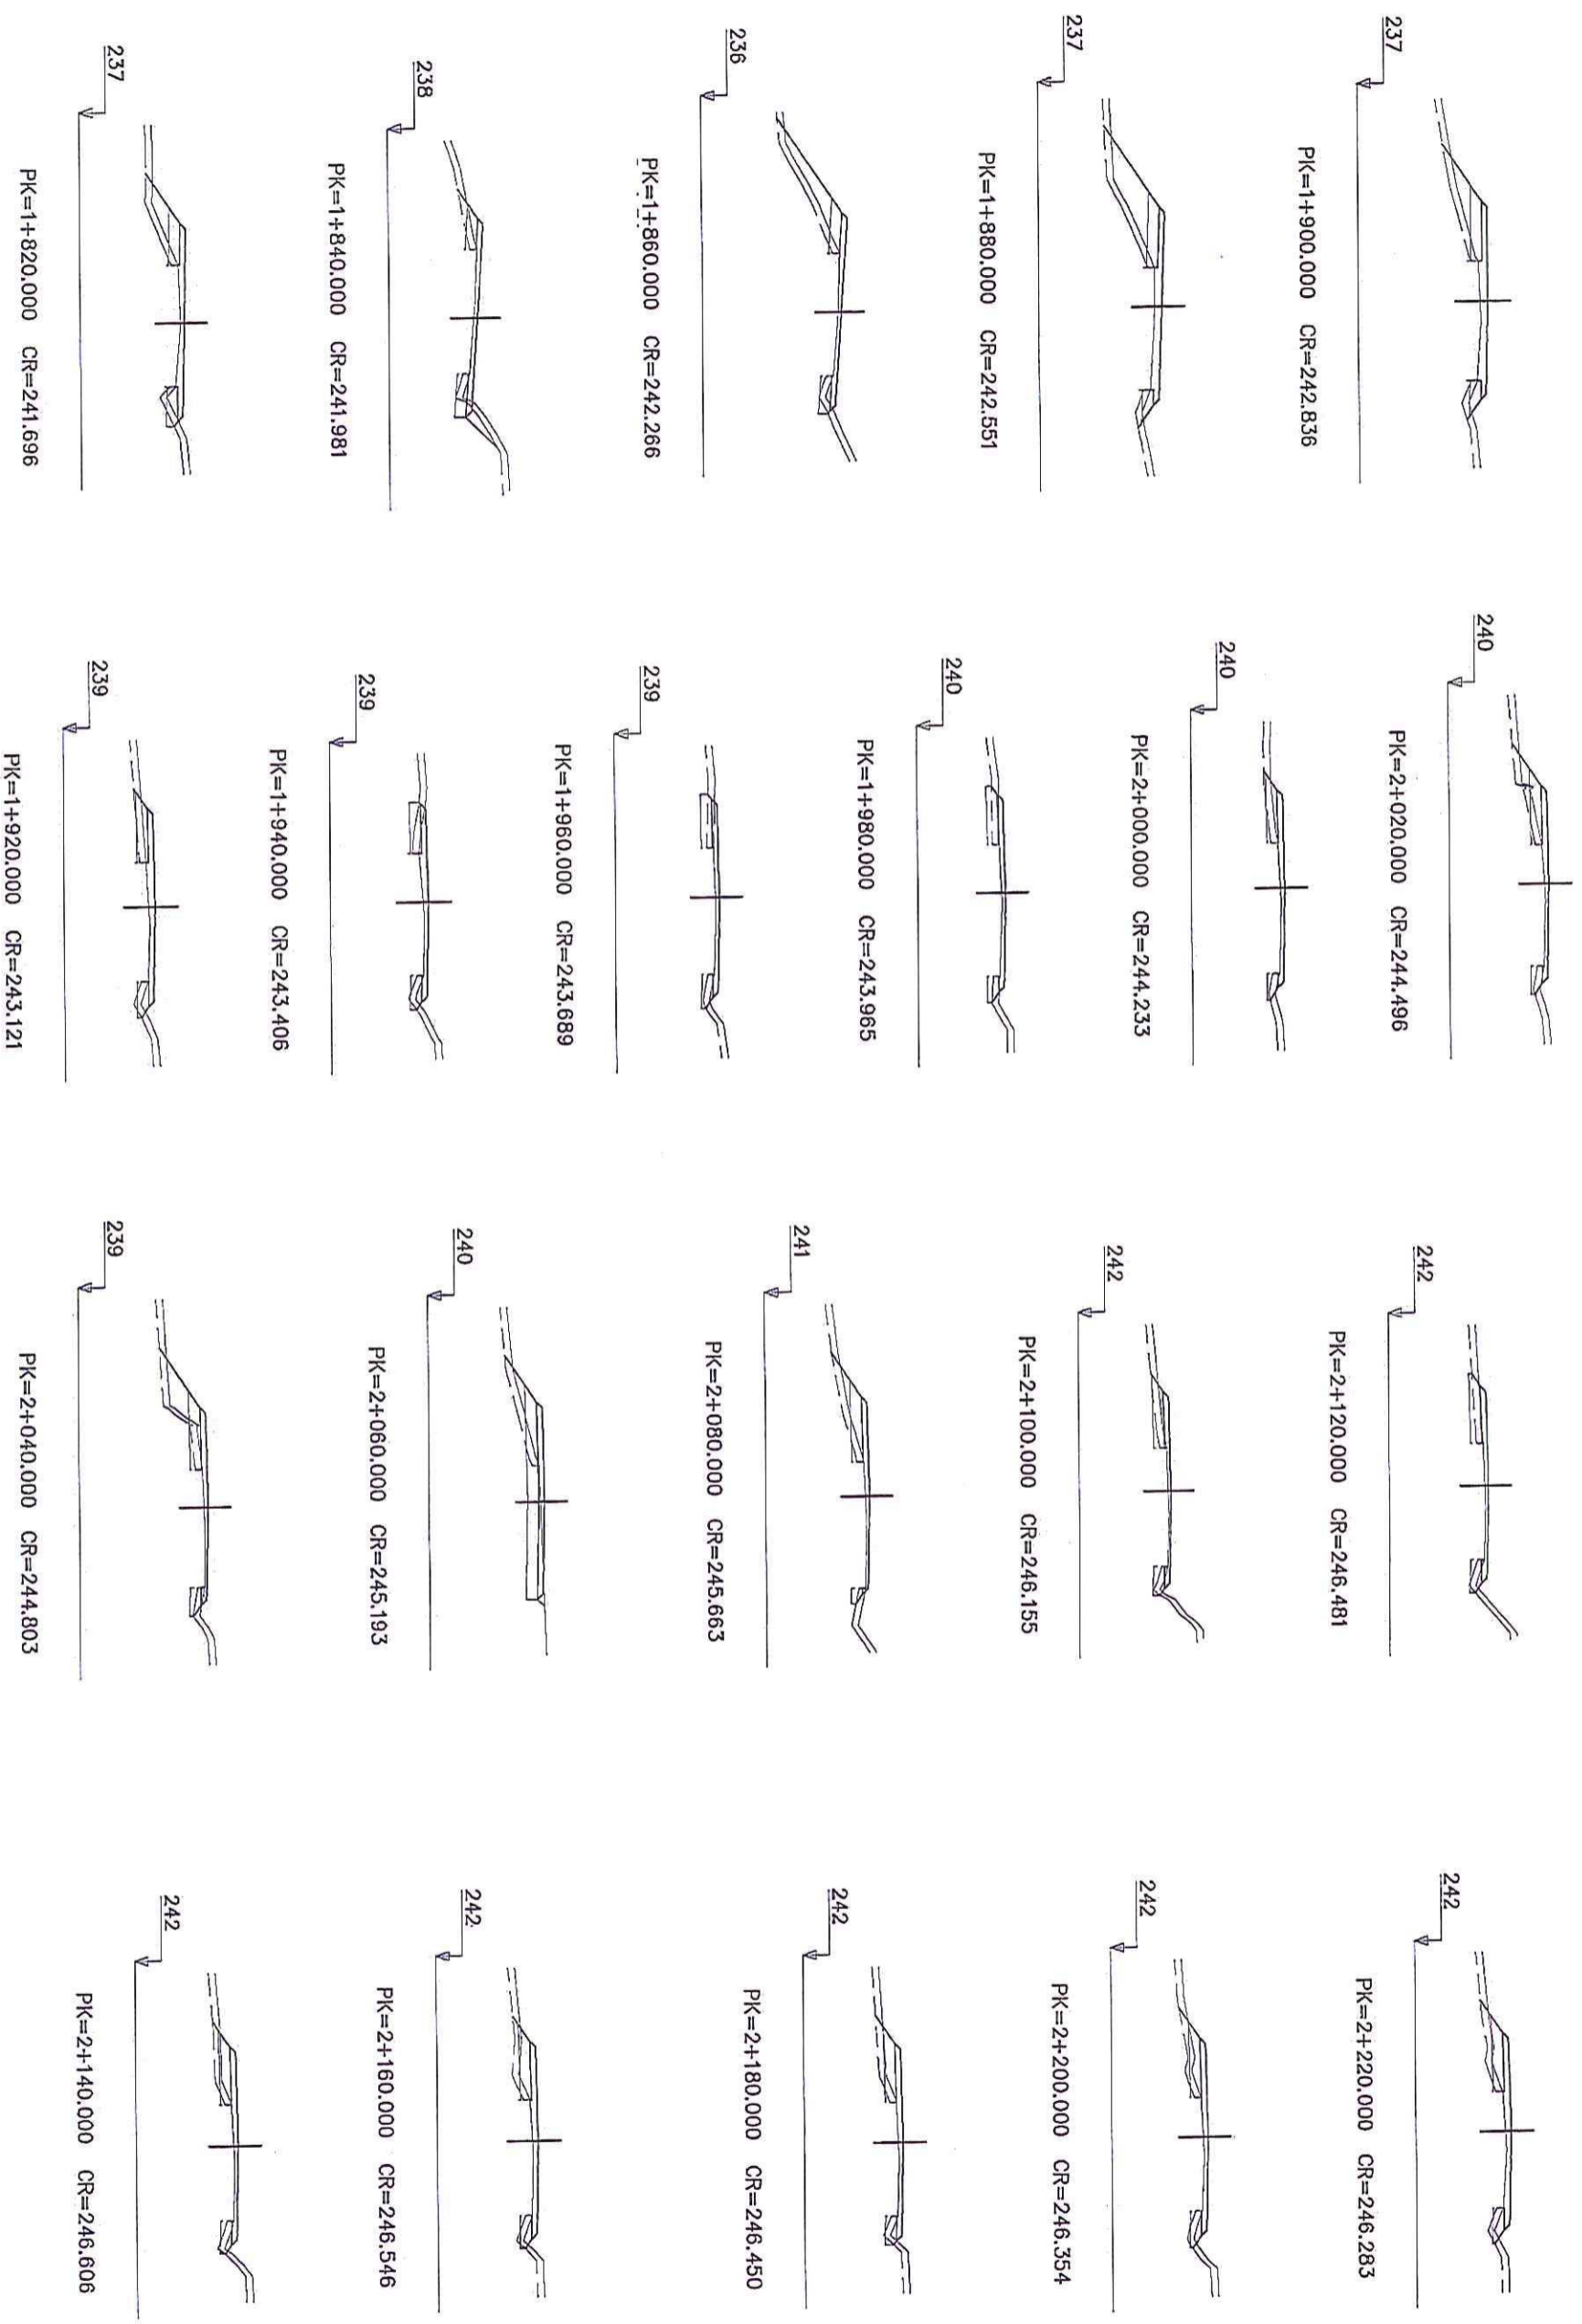 237
PK=1+900.000 CR=242.836
237
PK=1+880.000 CR=242.551
236
PK=1+860.000 CR=242.266
238
PK=1+840.000 CR=241.981
237
PK=1+820.000 CR=241.696
240
PK=2+020.000 CR=244.496
240
PK=2+000.000 CR=244.233
240
PK=1+980.000 CR=243.965
239
PK=1+960.000 CR=243.689
239
PK=1+940.000 CR=243.406
239
PK=1+920.000 CR=243.121
242
PK=2+120.000 CR=246.481
242
PK=2+100.000 CR=246.155
241
PK=2+080.000 CR=245.663
240
PK=2+060.000 CR=245.193
239
PK=2+040.000 CR=244.803
242
PK=2+220.000 CR=246.283
242
PK=2+200.000 CR=246.354
242
PK=2+180.000 CR=246.450
242
PK=2+160.000 CR=246.546
242
PK=2+140.000 CR=246.606